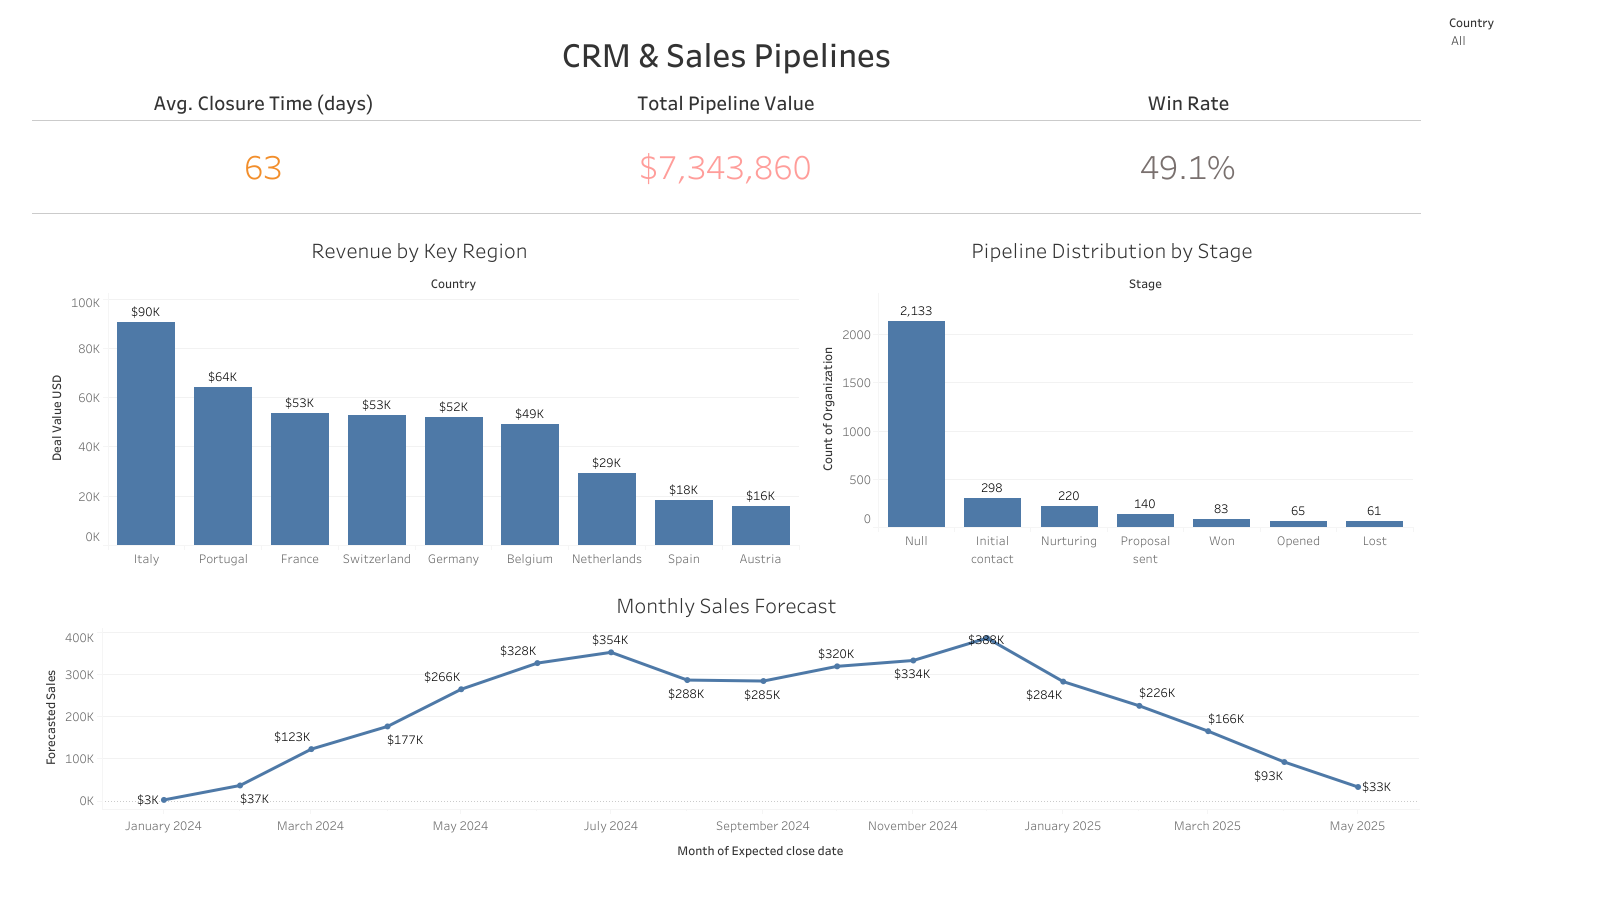 Country
All
CRM & Sales Pipelines
Avg. Closure Time (days)
Total Pipeline Value
Win Rate
63
$7,343,860
49.1%
Revenue by Key Region
Country
Deal Value USD
100K
80K
60K
40K
20K
0K
$90K
$64K
$53K
$53K
$52K
$49K
$29K
$18K
$16K
Italy
Portugal
France
Switzerland
Germany
Belgium
Netherlands
Spain
Austria
Pipeline Distribution by Stage
Stage
Count of Organization
2000
1500
1000
500
0
2,133
298
220
140
83
65
61
Null
Initial
contact
Nurturing
Proposal
sent
Won
Opened
Lost
Monthly Sales Forecast
Forecasted Sales
400K
300K
200K
100K
0K
$3K
$37K
$123K
$177K
$266K
$328K
$354K
$288K
$285K
$320K
$334K
$284K
$226K
$166K
$93K
$33K
January 2024
March 2024
May 2024
July 2024
September 2024
November 2024
January 2025
March 2025
May 2025
Month of Expected close date